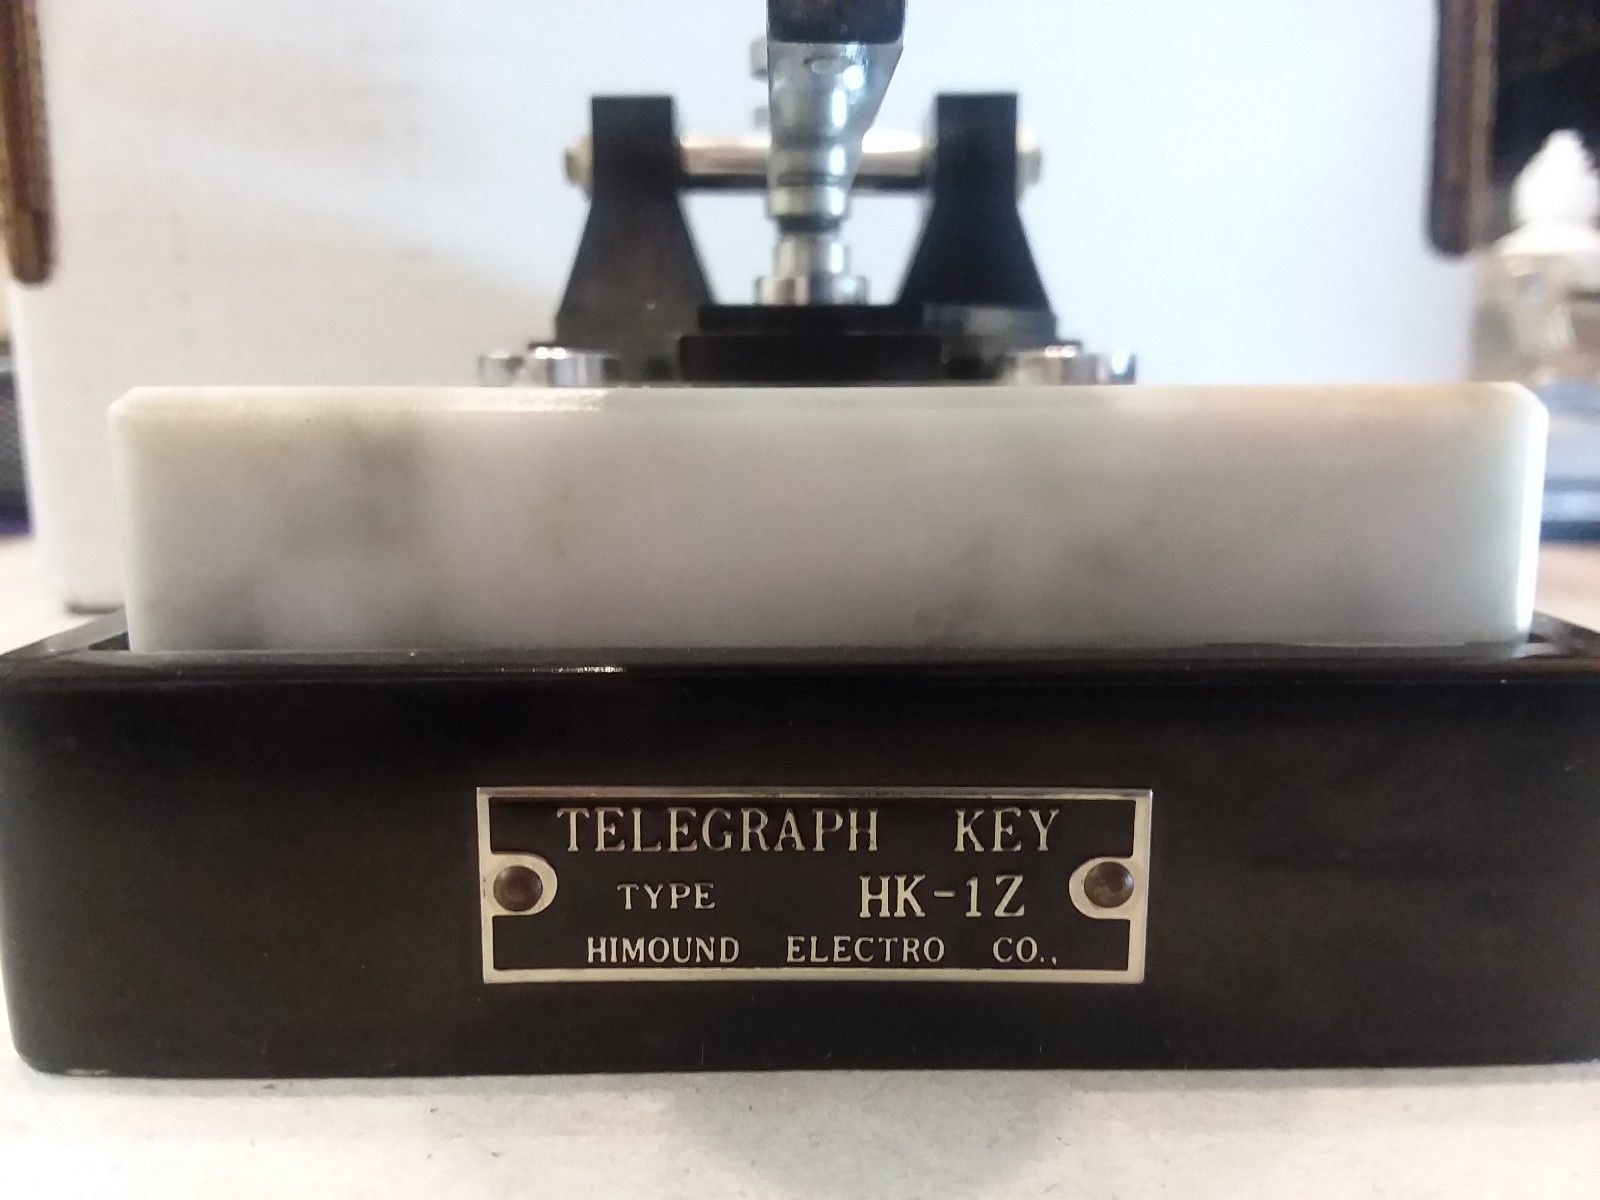 TELEGRAPH KEY
TYPE HK-1Z
HIMOUND ELECTRO CO.,